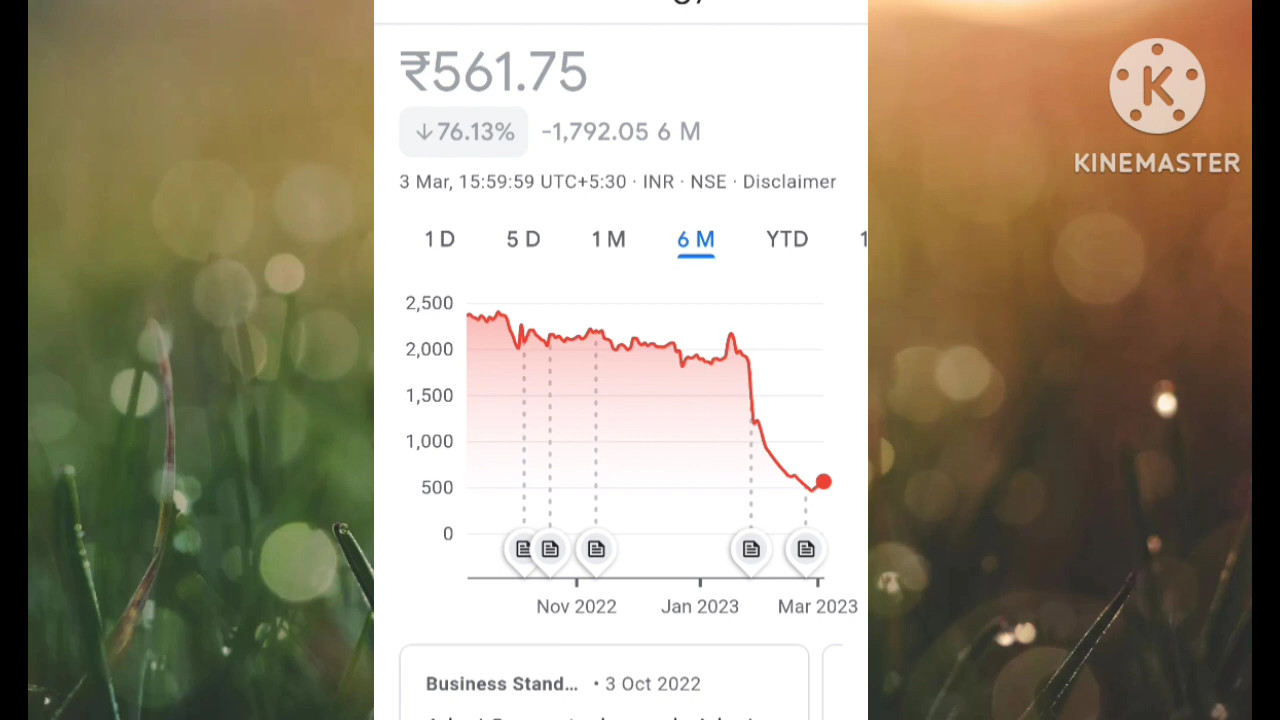 ₹561.75
↓76.13% -1,792.05 6 M
3 Mar, 15:59:59 UTC+5:30 · INR · NSE · Disclaimer
1 D 5 D 1 M 6 M YTD
2,500
2,000
1,500
1,000
500
0
Nov 2022 Jan 2023 Mar 2023
Business Stand... · 3 Oct 2022
K
KINEMASTER